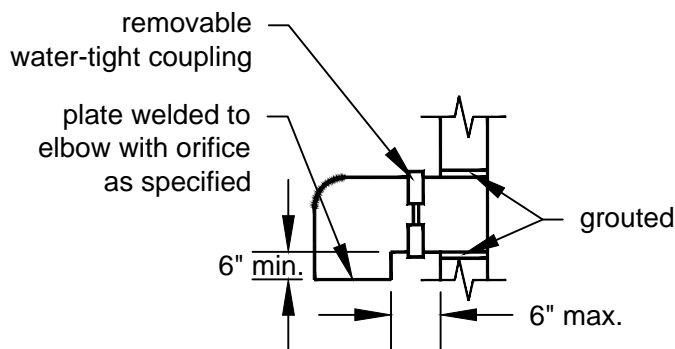 removable
water-tight coupling
plate welded to
elbow with orifice
as specified
grouted
6" min.
6" max.